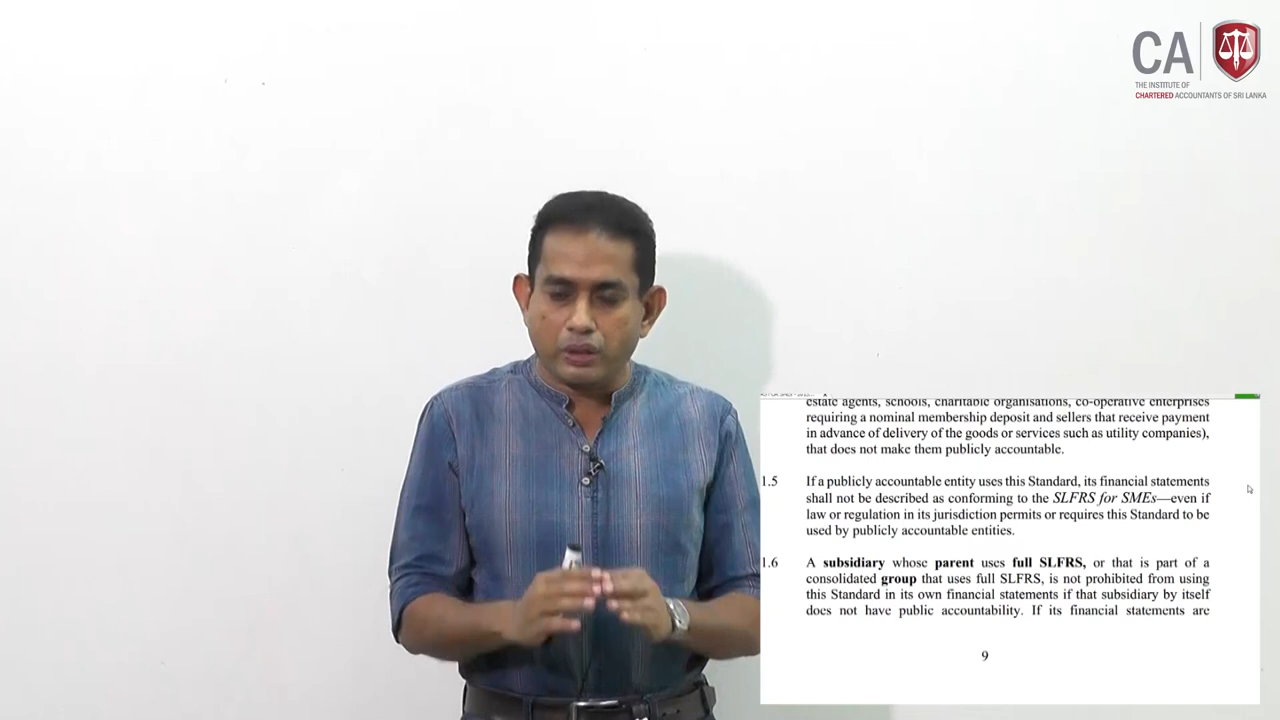 CA
THE INSTITUTE OF
CHARTERED ACCOUNTANTS OF SRI LANKA
estate agents, schools, charitable organisations, co-operative enterprises
requiring a nominal membership deposit and sellers that receive payment
in advance of delivery of the goods or services such as utility companies),
that does not make them publicly accountable.
1.5 If a publicly accountable entity uses this Standard, its financial statements
shall not be described as conforming to the SLFRS for SMEs—even if
law or regulation in its jurisdiction permits or requires this Standard to be
used by publicly accountable entities.
1.6 A subsidiary whose parent uses full SLFRS, or that is part of a
consolidated group that uses full SLFRS, is not prohibited from using
this Standard in its own financial statements if that subsidiary by itself
does not have public accountability. If its financial statements are
9